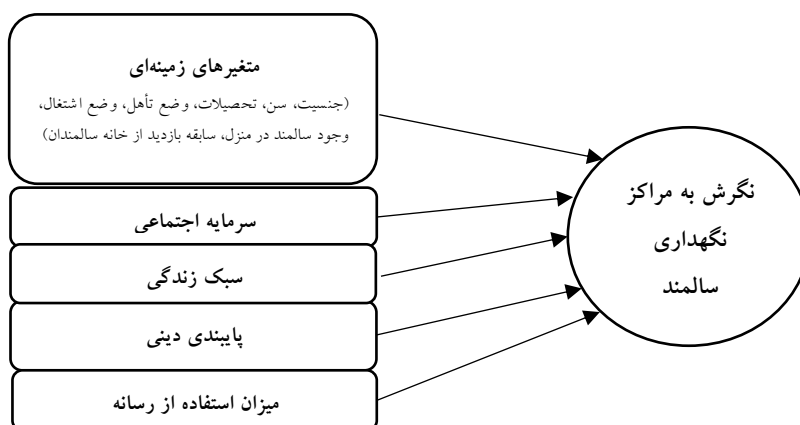 متغیرهای زمینه‌ای
(جنسیت، سن، تحصیلات، وضع تأهل، وضع اشتغال،
وجود سالمند در منزل، سابقه بازدید از خانه سالمندان)
سرمایه اجتماعی
سبک زندگی
پایبندی دینی
میزان استفاده از رسانه
نگرش به مراکز
نگهداری
سالمند